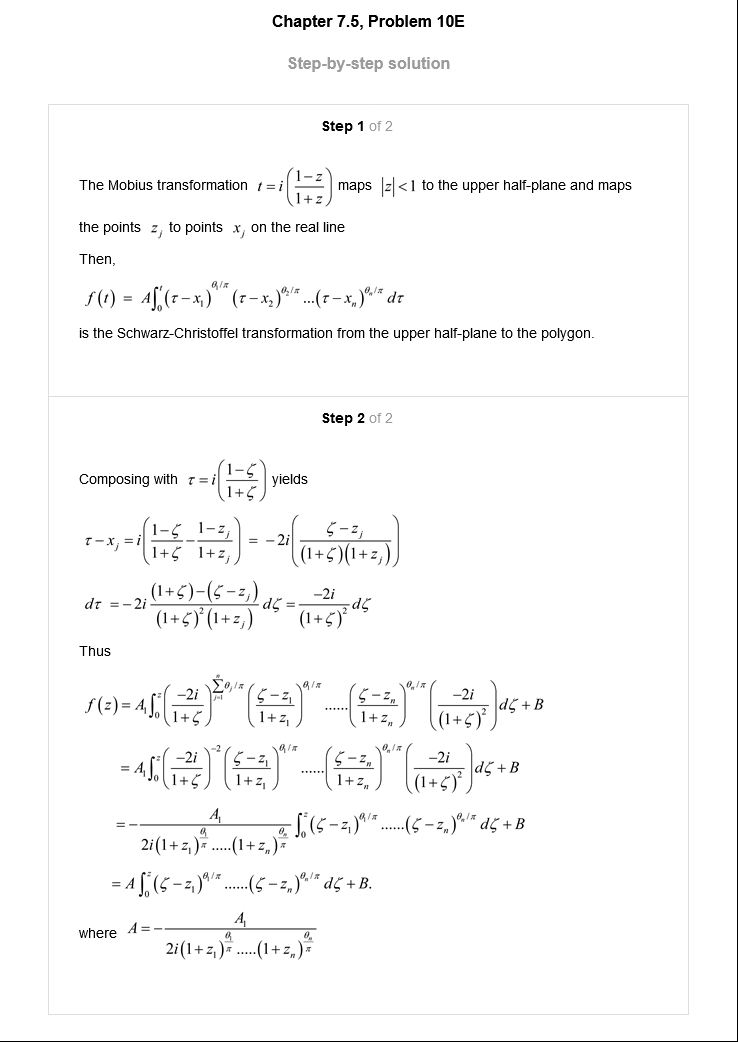 Chapter 7.5, Problem 10E
Step-by-step solution
Step 1 of 2
The Mobius transformation $t = i\left(\frac{1-z}{1+z}\right)$ maps $|z|<1$ to the upper half-plane and maps
the points $z_j$ to points $x_j$ on the real line
Then,
$f(t) = A\int_0^t (\tau - x_1)^{\theta_1/\pi} (\tau - x_2)^{\theta_2/\pi} ...(\tau - x_n)^{\theta_n/\pi} d\tau$
is the Schwarz-Christoffel transformation from the upper half-plane to the polygon.
Step 2 of 2
Composing with $\tau = i\left(\frac{1-\zeta}{1+\zeta}\right)$ yields
$\tau - x_j = i\left(\frac{1-\zeta}{1+\zeta} - \frac{1-z_j}{1+z_j}\right) = -2i\left(\frac{\zeta - z_j}{(1+\zeta)(1+z_j)}\right)$
$d\tau = -2i\frac{(1+\zeta)-(\zeta - z_j)}{(1+\zeta)^2(1+z_j)} d\zeta = \frac{-2i}{(1+\zeta)^2} d\zeta$
Thus
$f(z) = A_1\int_0^z \left(\frac{-2i}{1+\zeta}\right)^{\sum_{j=1}^{n}\theta_j/\pi} \left(\frac{\zeta - z_1}{1+z_1}\right)^{\theta_1/\pi} ......\left(\frac{\zeta - z_n}{1+z_n}\right)^{\theta_n/\pi} \left(\frac{-2i}{(1+\zeta)^2}\right) d\zeta + B$
$= A_1\int_0^z \left(\frac{-2i}{1+\zeta}\right)^{-2} \left(\frac{\zeta - z_1}{1+z_1}\right)^{\theta_1/\pi} ......\left(\frac{\zeta - z_n}{1+z_n}\right)^{\theta_n/\pi} \left(\frac{-2i}{(1+\zeta)^2}\right) d\zeta + B$
$= -\frac{A_1}{2i(1+z_1)^{\frac{\theta_1}{\pi}} .....(1+z_n)^{\frac{\theta_n}{\pi}}} \int_0^z (\zeta - z_1)^{\theta_1/\pi} ......(\zeta - z_n)^{\theta_n/\pi} d\zeta + B$
$= A\int_0^z (\zeta - z_1)^{\theta_1/\pi} ......(\zeta - z_n)^{\theta_n/\pi} d\zeta + B.$
where $A = -\frac{A_1}{2i(1+z_1)^{\frac{\theta_1}{\pi}} .....(1+z_n)^{\frac{\theta_n}{\pi}}}$